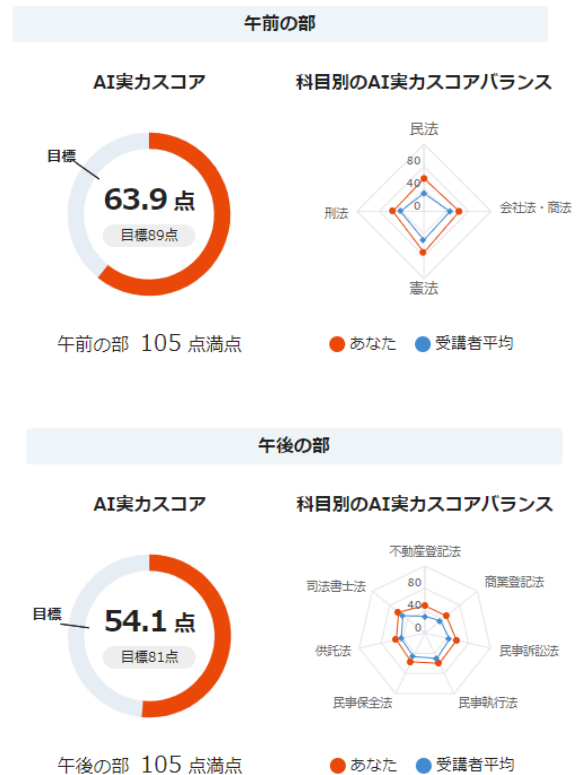 午前の部
AI実力スコア
科目別のAI実力スコアバランス
目標
63.9 点
目標89点
民法
80
40
0
刑法
会社法・商法
憲法
午前の部 105 点満点
あなた 受講者平均
午後の部
AI実力スコア
科目別のAI実力スコアバランス
目標
54.1 点
目標81点
不動産登記法
司法書士法
商業登記法
80
40
0
供託法
民事訴訟法
民事保全法
民事執行法
午後の部 105 点満点
あなた 受講者平均